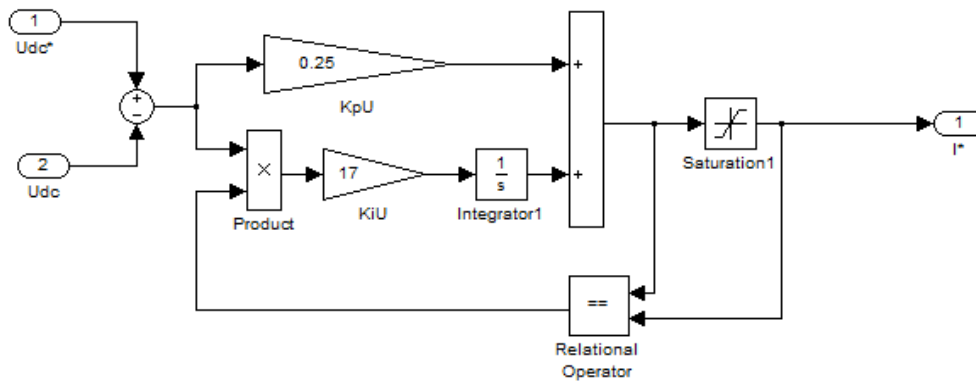 1
Udc*
2
Udc
+
−
0.25
KpU
×
Product
17
KiU
1
s
Integrator1
+
+
Saturation1
1
I*
==
Relational
Operator